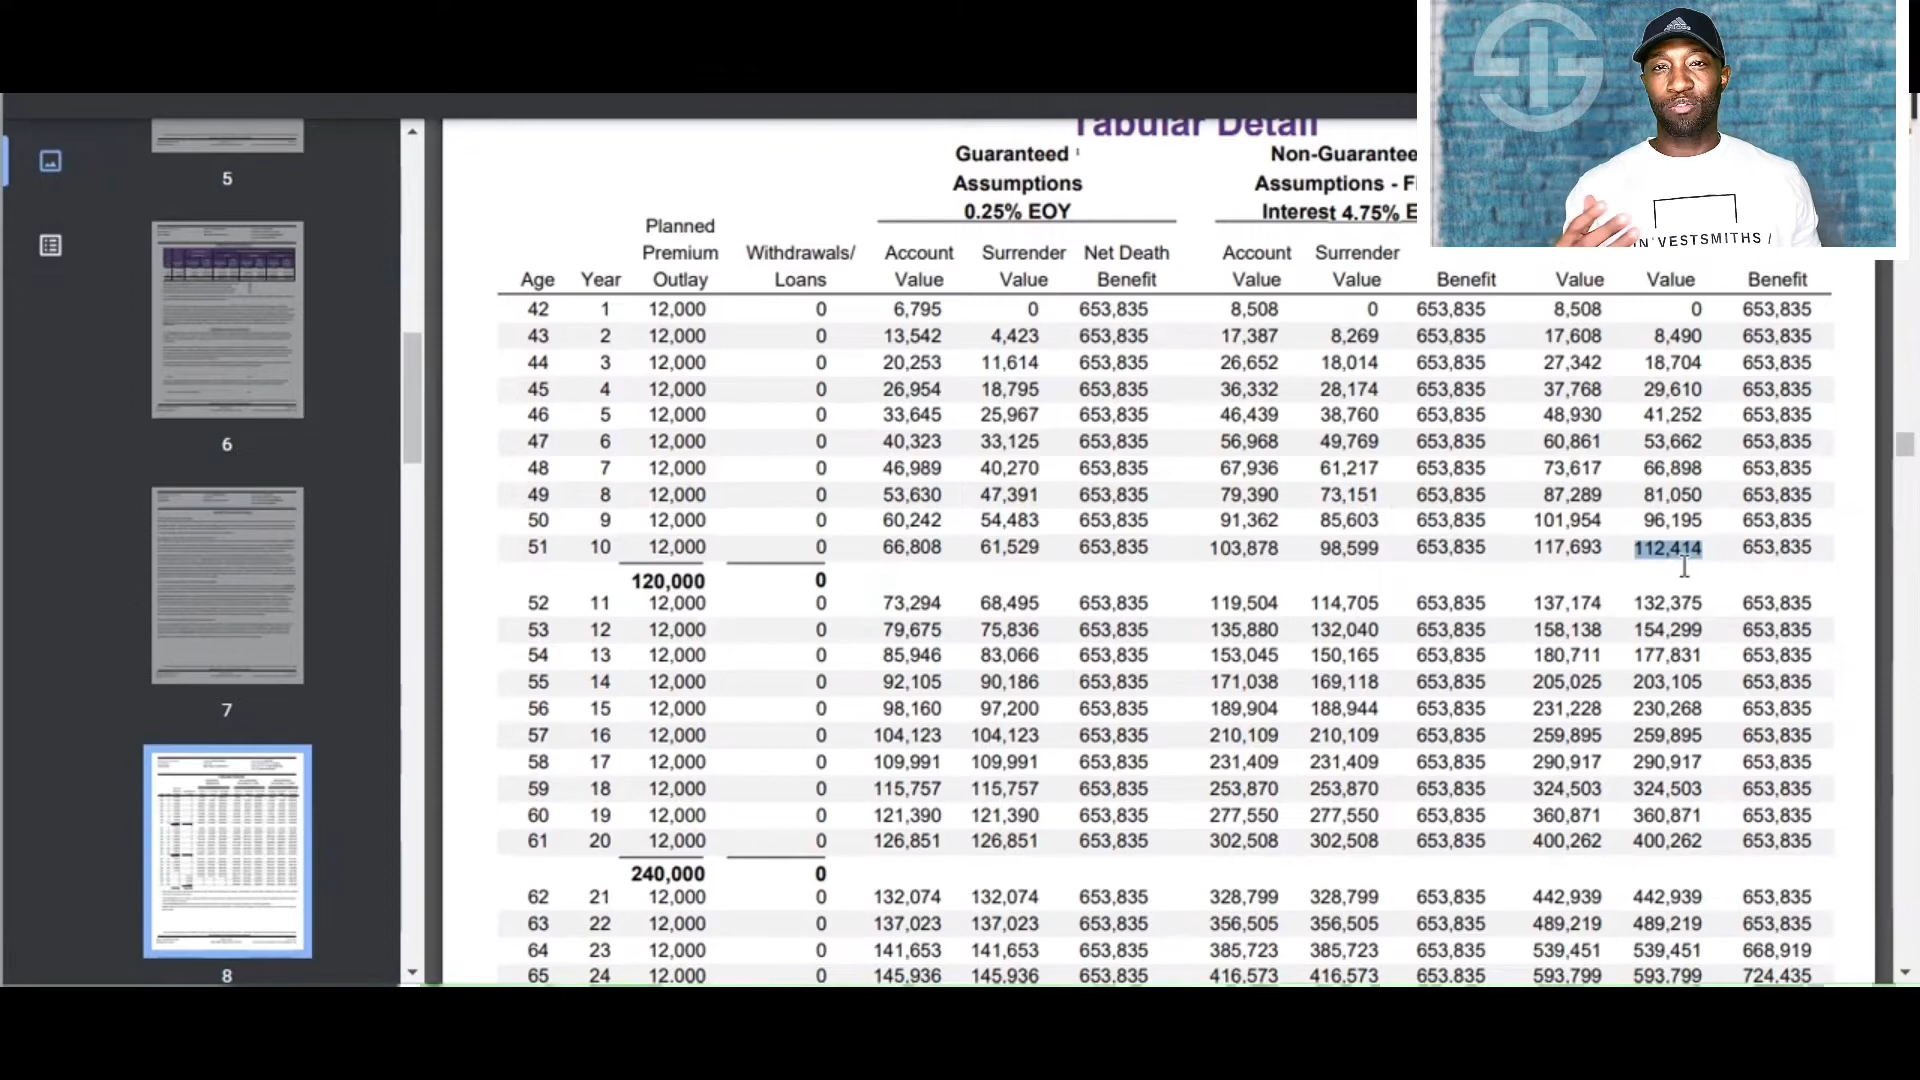 Tabular Detail
Guaranteed
Non-Guarantee
Assumptions
Assumptions - F
0.25% EOY
Interest 4.75% E
IN VESTSMITHS /
Planned
Premium Withdrawals/ Account Surrender Net Death Account Surrender
Age Year Outlay Loans Value Value Benefit Value Value Benefit Value Value Benefit
42 1 12,000 0 6,795 0 653,835 8,508 0 653,835 8,508 0 653,835
43 2 12,000 0 13,542 4,423 653,835 17,387 8,269 653,835 17,608 8,490 653,835
44 3 12,000 0 20,253 11,614 653,835 26,652 18,014 653,835 27,342 18,704 653,835
45 4 12,000 0 26,954 18,795 653,835 36,332 28,174 653,835 37,768 29,610 653,835
46 5 12,000 0 33,645 25,967 653,835 46,439 38,760 653,835 48,930 41,252 653,835
47 6 12,000 0 40,323 33,125 653,835 56,968 49,769 653,835 60,861 53,662 653,835
48 7 12,000 0 46,989 40,270 653,835 67,936 61,217 653,835 73,617 66,898 653,835
49 8 12,000 0 53,630 47,391 653,835 79,390 73,151 653,835 87,289 81,050 653,835
50 9 12,000 0 60,242 54,483 653,835 91,362 85,603 653,835 101,954 96,195 653,835
51 10 12,000 0 66,808 61,529 653,835 103,878 98,599 653,835 117,693 112,414 653,835
120,000 0
52 11 12,000 0 73,294 68,495 653,835 119,504 114,705 653,835 137,174 132,375 653,835
53 12 12,000 0 79,675 75,836 653,835 135,880 132,040 653,835 158,138 154,299 653,835
54 13 12,000 0 85,946 83,066 653,835 153,045 150,165 653,835 180,711 177,831 653,835
55 14 12,000 0 92,105 90,186 653,835 171,038 169,118 653,835 205,025 203,105 653,835
56 15 12,000 0 98,160 97,200 653,835 189,904 188,944 653,835 231,228 230,268 653,835
57 16 12,000 0 104,123 104,123 653,835 210,109 210,109 653,835 259,895 259,895 653,835
58 17 12,000 0 109,991 109,991 653,835 231,409 231,409 653,835 290,917 290,917 653,835
59 18 12,000 0 115,757 115,757 653,835 253,870 253,870 653,835 324,503 324,503 653,835
60 19 12,000 0 121,390 121,390 653,835 277,550 277,550 653,835 360,871 360,871 653,835
61 20 12,000 0 126,851 126,851 653,835 302,508 302,508 653,835 400,262 400,262 653,835
240,000 0
62 21 12,000 0 132,074 132,074 653,835 328,799 328,799 653,835 442,939 442,939 653,835
63 22 12,000 0 137,023 137,023 653,835 356,505 356,505 653,835 489,219 489,219 653,835
64 23 12,000 0 141,653 141,653 653,835 385,723 385,723 653,835 539,451 539,451 668,919
65 24 12,000 0 145,936 145,936 653,835 416,573 416,573 653,835 593,799 593,799 724,435
5
6
7
8